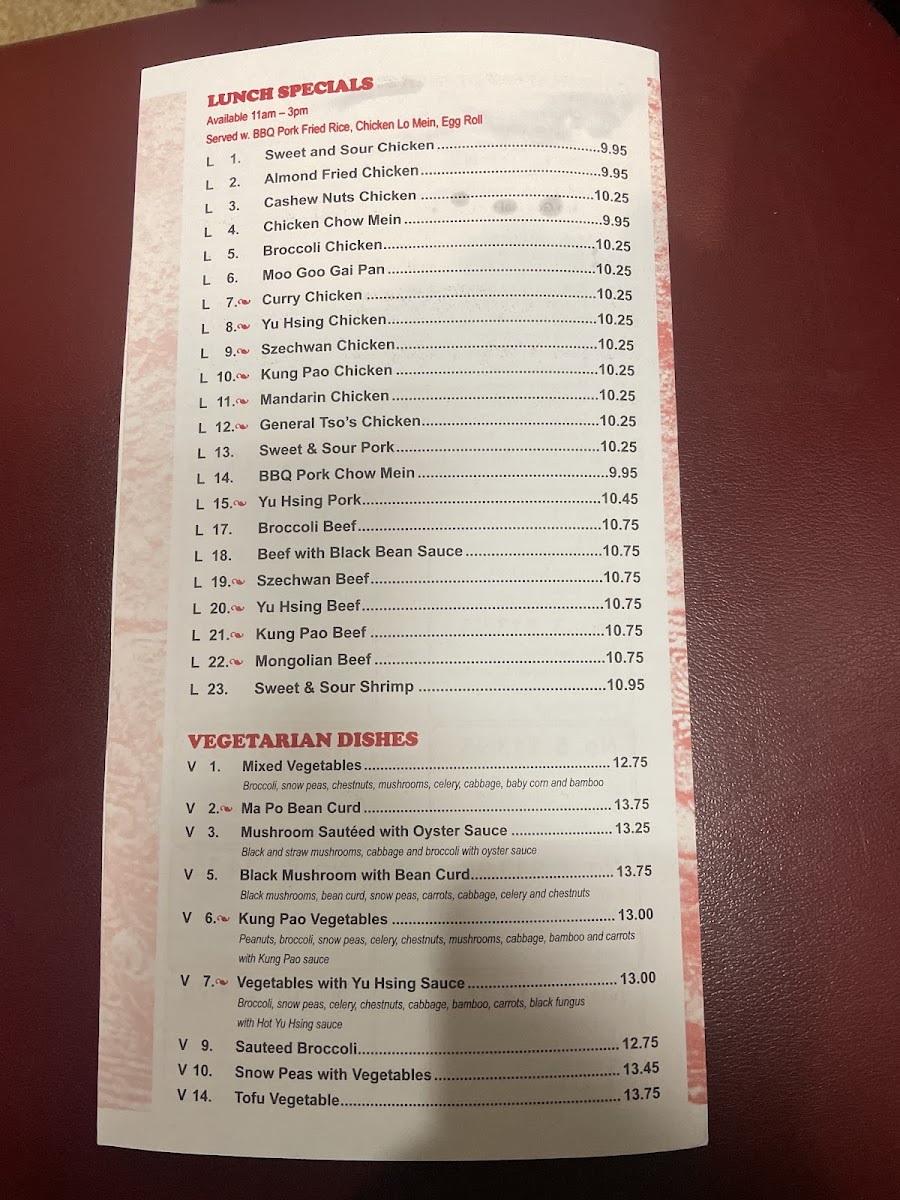 LUNCH SPECIALS
Available 11am – 3pm
Served w. BBQ Pork Fried Rice, Chicken Lo Mein, Egg Roll
L 1. Sweet and Sour Chicken 9.95
L 2. Almond Fried Chicken 9.95
L 3. Cashew Nuts Chicken 10.25
L 4. Chicken Chow Mein 9.95
L 5. Broccoli Chicken 10.25
L 6. Moo Goo Gai Pan 10.25
L 7. Curry Chicken 10.25
L 8. Yu Hsing Chicken 10.25
L 9. Szechwan Chicken 10.25
L 10. Kung Pao Chicken 10.25
L 11. Mandarin Chicken 10.25
L 12. General Tso's Chicken 10.25
L 13. Sweet & Sour Pork 10.25
L 14. BBQ Pork Chow Mein 9.95
L 15. Yu Hsing Pork 10.45
L 17. Broccoli Beef 10.75
L 18. Beef with Black Bean Sauce 10.75
L 19. Szechwan Beef 10.75
L 20. Yu Hsing Beef 10.75
L 21. Kung Pao Beef 10.75
L 22. Mongolian Beef 10.75
L 23. Sweet & Sour Shrimp 10.95
VEGETARIAN DISHES
V 1. Mixed Vegetables 12.75
Broccoli, snow peas, chestnuts, mushrooms, celery, cabbage, baby corn and bamboo
V 2. Ma Po Bean Curd 13.75
V 3. Mushroom Sautéed with Oyster Sauce 13.25
Black and straw mushrooms, cabbage and broccoli with oyster sauce
V 5. Black Mushroom with Bean Curd 13.75
Black mushrooms, bean curd, snow peas, carrots, cabbage, celery and chestnuts
V 6. Kung Pao Vegetables 13.00
Peanuts, broccoli, snow peas, celery, chestnuts, mushrooms, cabbage, bamboo and carrots
with Kung Pao sauce
V 7. Vegetables with Yu Hsing Sauce 13.00
Broccoli, snow peas, celery, chestnuts, cabbage, bamboo, carrots, black fungus
with Hot Yu Hsing sauce
V 9. Sauteed Broccoli 12.75
V 10. Snow Peas with Vegetables 13.45
V 14. Tofu Vegetable 13.75